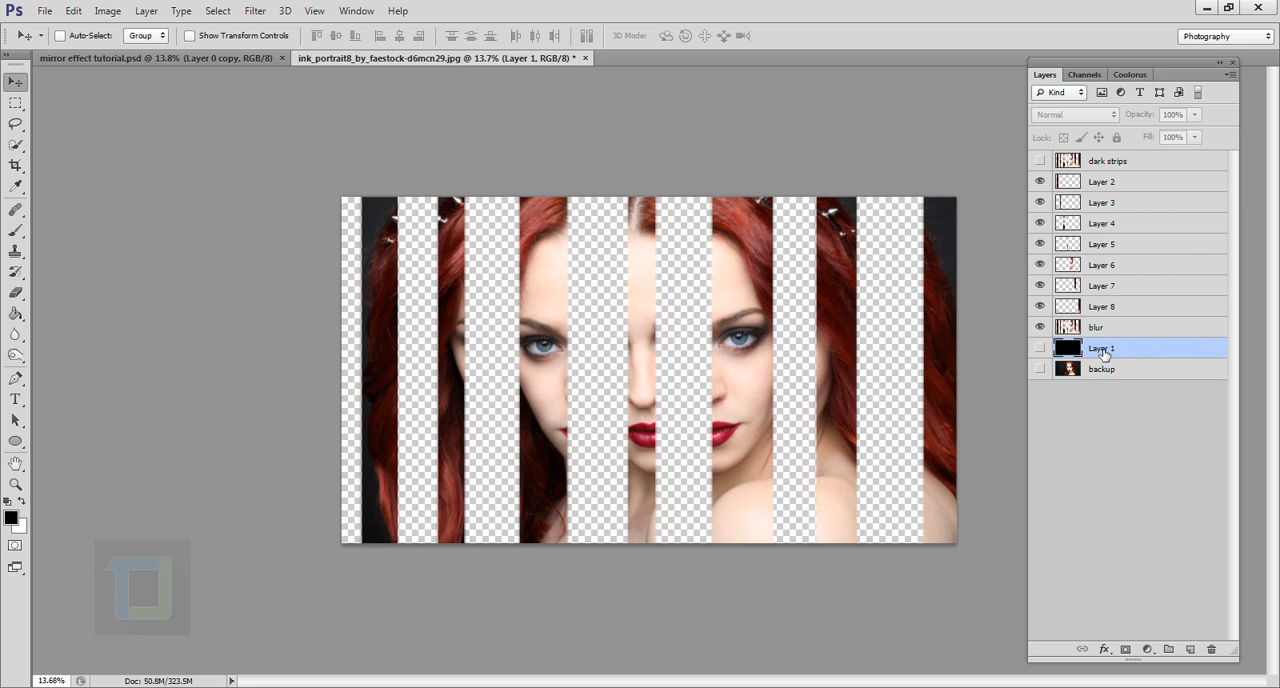 Ps File Edit Image Layer Type Select Filter 3D View Window Help
Auto-Select: Group Show Transform Controls 3D Mode: Photography
mirror effect tutorial.psd @ 13.8% (Layer 0 copy, RGB/8) × ink_portrait8_by_faestock-d6mcn29.jpg @ 13.7% (Layer 1, RGB/8) * ×
Layers Channels Coolorus
Kind
Normal Opacity: 100%
Lock: Fill: 100%
dark strips
Layer 2
Layer 3
Layer 4
Layer 5
Layer 6
Layer 7
Layer 8
blur
Layer 1
backup
13.68% Doc: 50.8M/323.5M